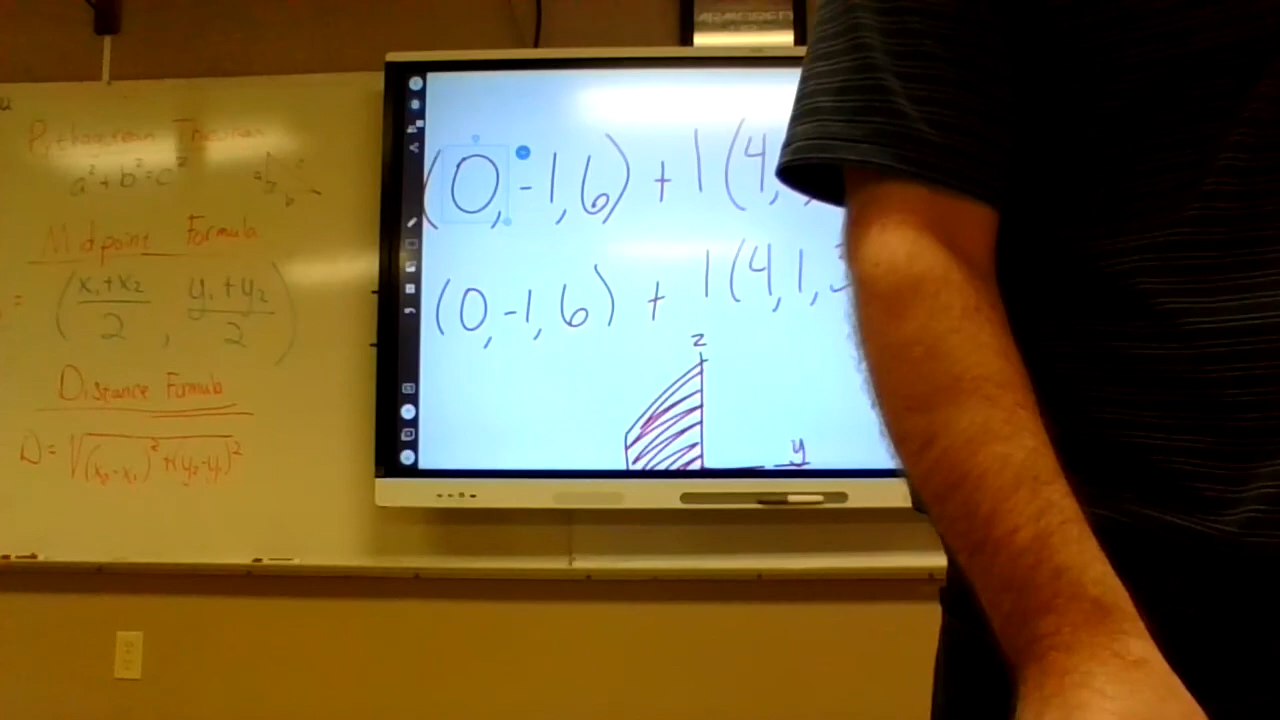 Pythagorean Theorem
a² + b² = c²
Midpoint Formula
= (x₁+x₂/2, y₁+y₂/2)
Distance Formula
D = √(x₂-x₁)² + (y₂-y₁)²
(0,-1,6) + 1(4,
(0,-1,6) + 1(4,1,
z
y